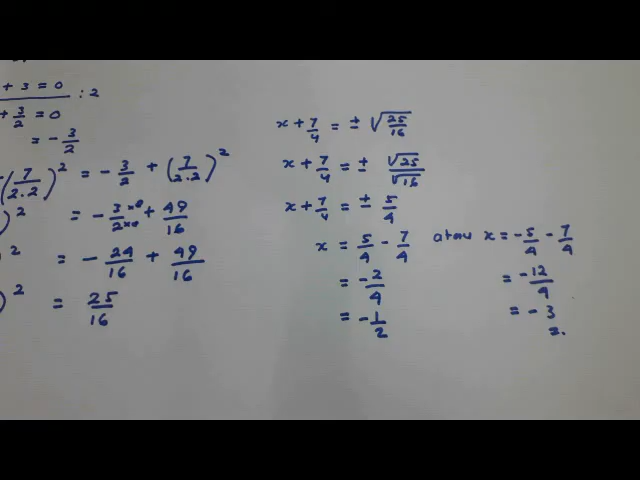 + 3 = 0
: 2
+ 3/2 = 0
= - 3/2
(7/2.2)² = - 3/2 + (7/2.2)²
)² = - 3×8/2×8 + 49/16
)² = - 24/16 + 49/16
)² = 25/16
x + 7/4 = ± √25/16
x + 7/4 = ± √25/√16
x + 7/4 = ± 5/4
x = 5/4 - 7/4 atau x = - 5/4 - 7/4
= - 2/4 = - 12/4
= - 1/2 = - 3